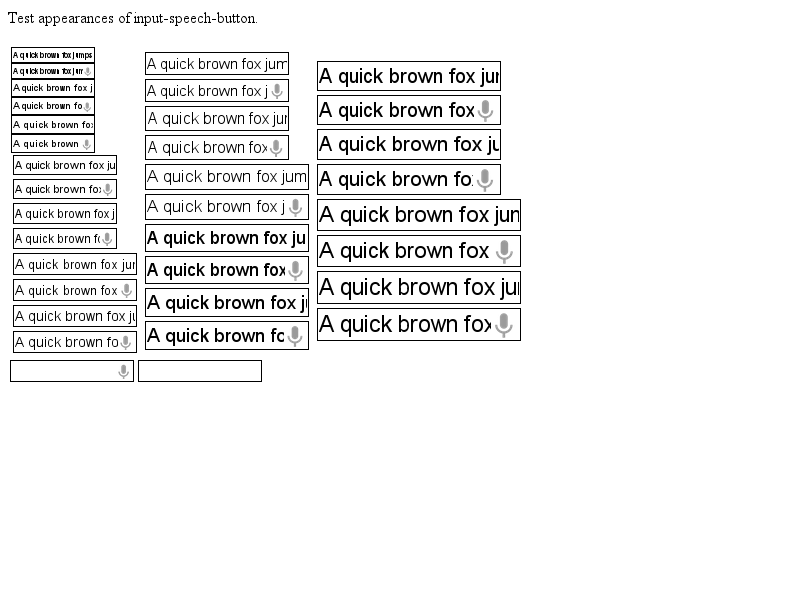 Test appearances of input-speech-button.
A quick brown fox jumps
A quick brown fox jum
A quick brown fox j
A quick brown fo
A quick brown fox
A quick brown
A quick brown fox ju
A quick brown fo
A quick brown fox j
A quick brown f
A quick brown fox jur
A quick brown fox
A quick brown fox ju
A quick brown fo
A quick brown fox jum
A quick brown fox j
A quick brown fox jur
A quick brown fox
A quick brown fox jum
A quick brown fox j
A quick brown fox ju
A quick brown fox
A quick brown fox j
A quick brown fo
A quick brown fox jur
A quick brown fox
A quick brown fox ju
A quick brown fo
A quick brown fox jun
A quick brown fox
A quick brown fox ju
A quick brown fox